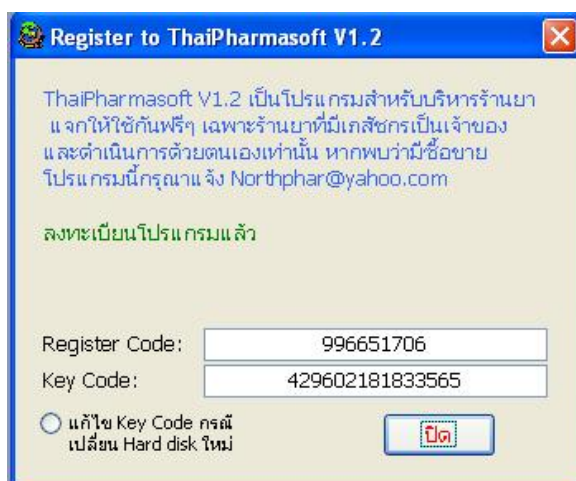 Register to ThaiPharmasoft V1.2
ThaiPharmasoft V1.2 เป็นโปรแกรมสำหรับบริหารร้านยา
แจกให้ใช้กันฟรีๆ เฉพาะร้านยาที่มีเภสัชกรเป็นเจ้าของ
และดำเนินการด้วยตนเองเท่านั้น หากพบว่ามีซื้อขาย
โปรแกรมนี้กรุณาแจ้ง Northphar@yahoo.com
ลงทะเบียนโปรแกรมแล้ว
Register Code: 996651706
Key Code: 429602181833565
แก้ไข Key Code กรณี
เปลี่ยน Hard disk ใหม่
ปิด